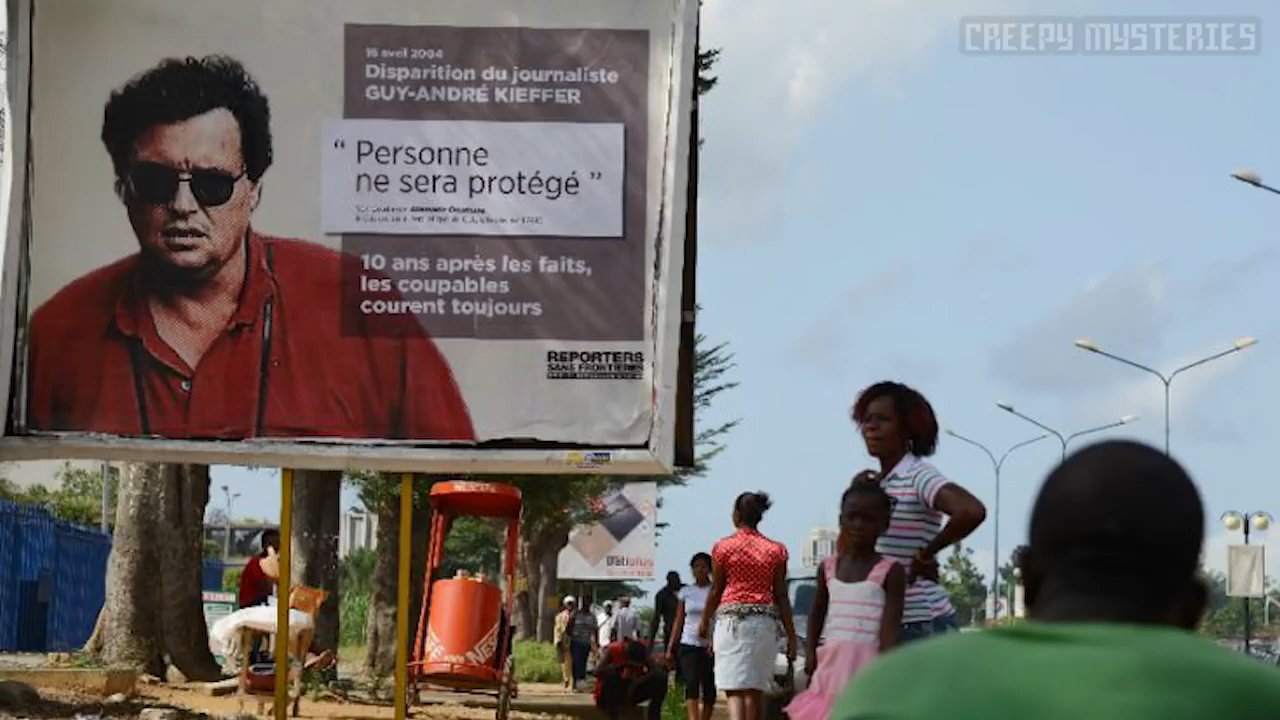 CREEPY MYSTERIES
16 avril 2004
Disparition du journaliste
GUY-ANDRÉ KIEFFER
“ Personne
ne sera protégé ”
10 ans après les faits,
les coupables
courent toujours
REPORTERS
SANS FRONTIÈRES
Batiplus